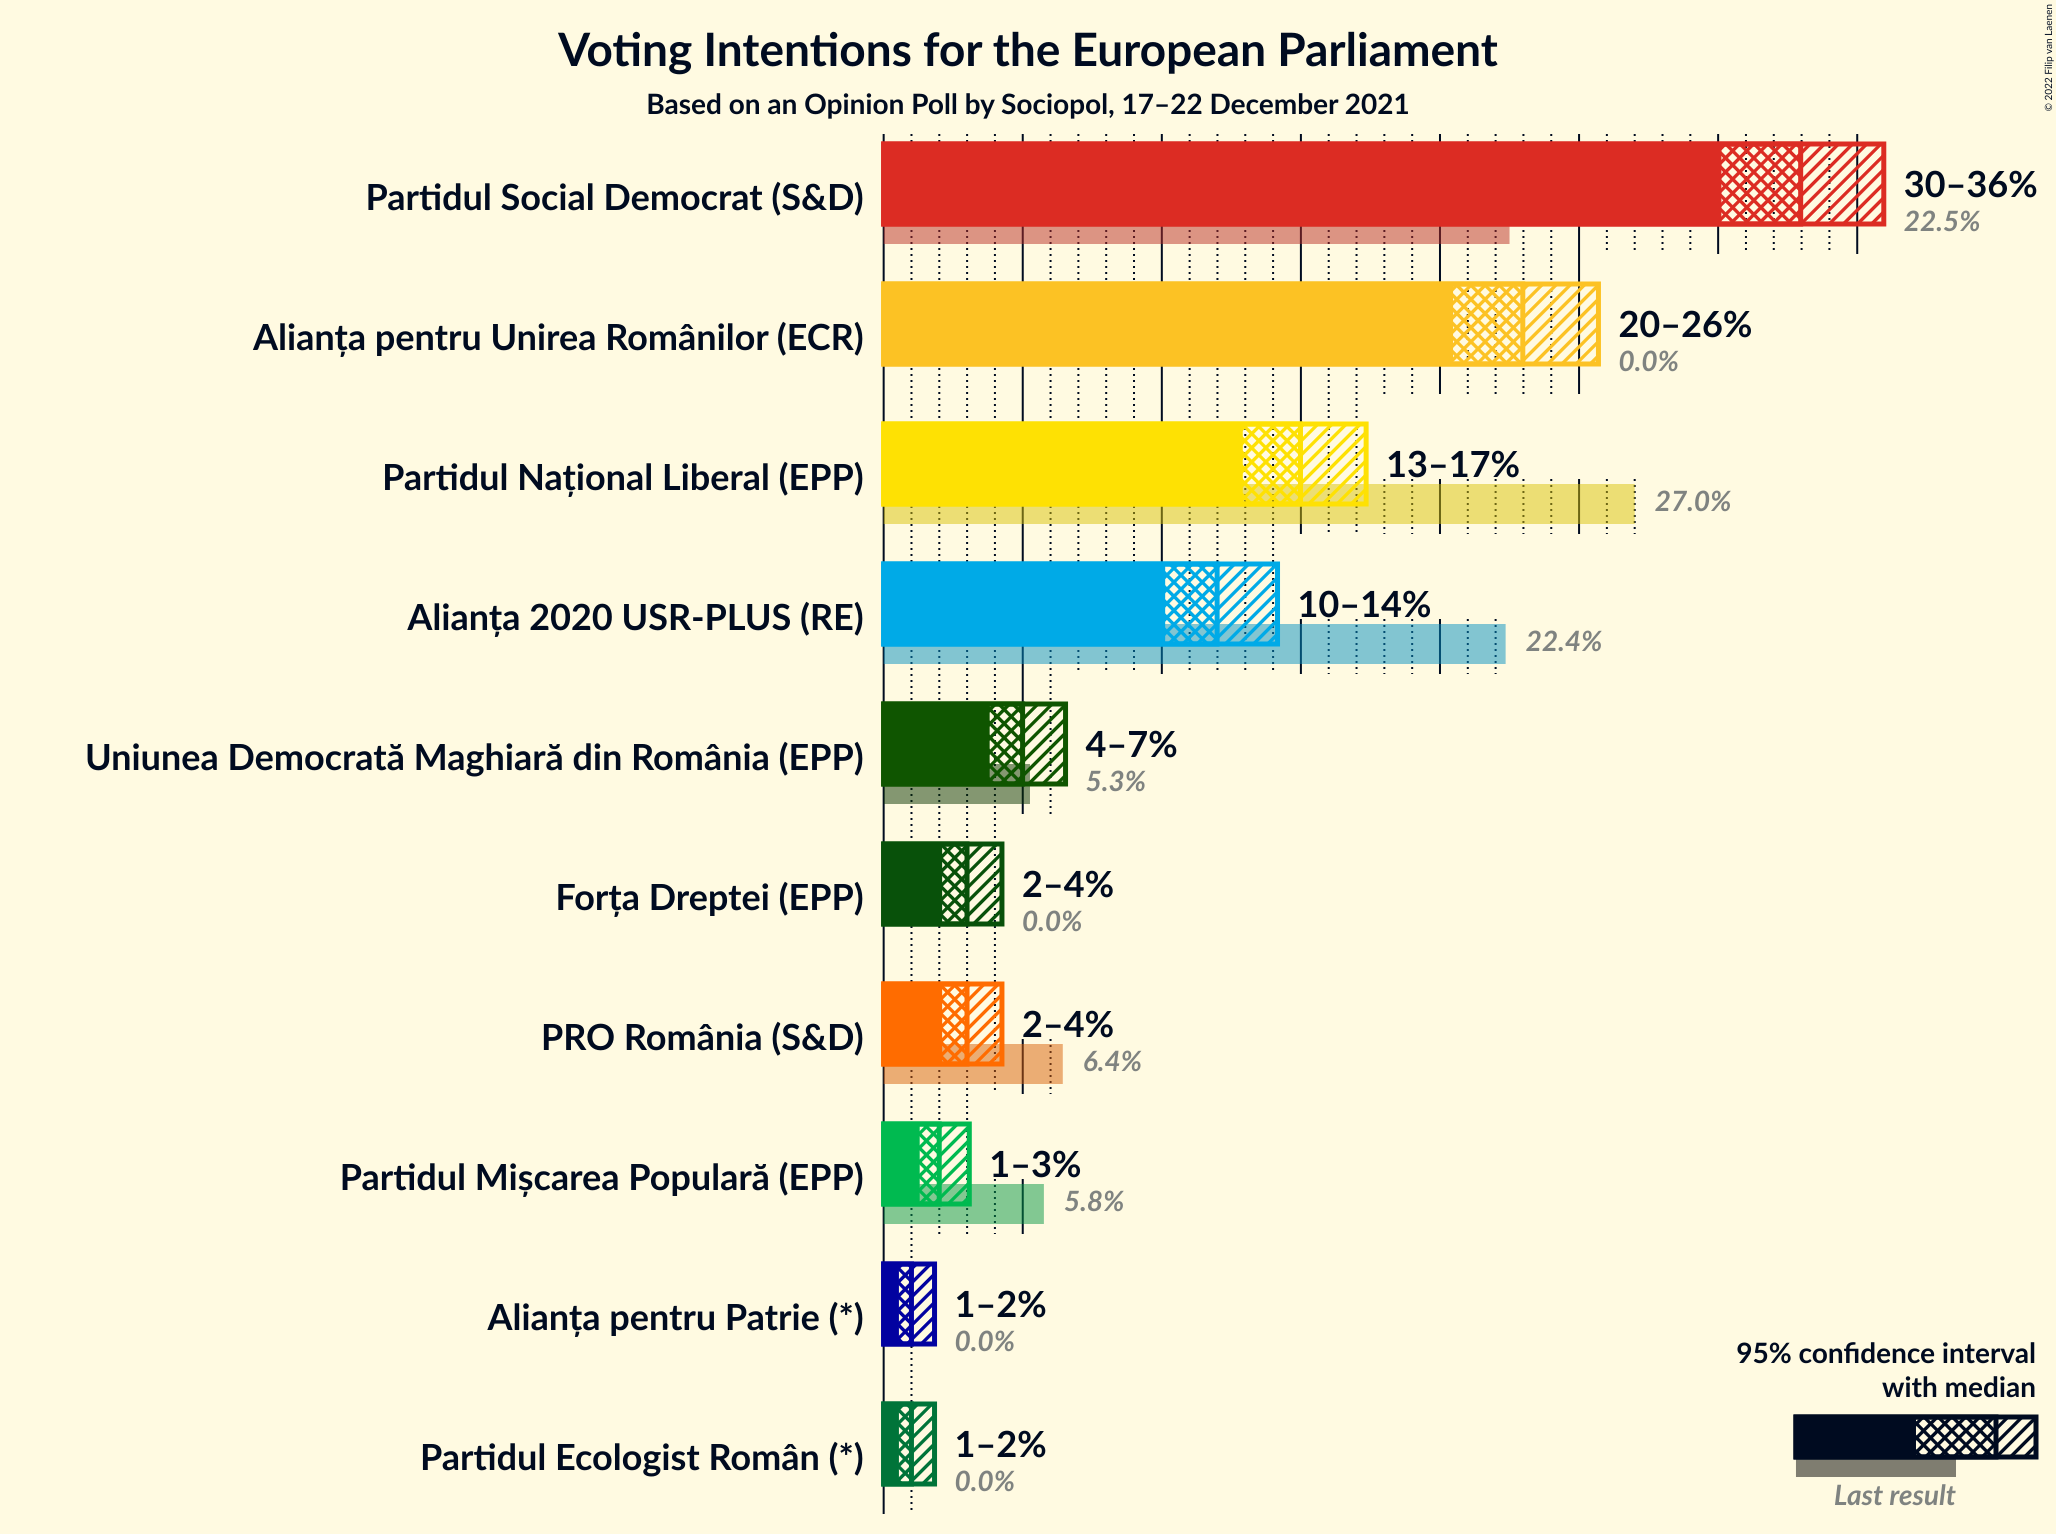 Voting Intentions for the European Parliament
Based on an Opinion Poll by Sociopol, 17–22 December 2021
© 2022 Filip van Laenen
Partidul Social Democrat (S&D)
30–36%
22.5%
Alianța pentru Unirea Românilor (ECR)
20–26%
0.0%
Partidul Național Liberal (EPP)
13–17%
27.0%
Alianța 2020 USR-PLUS (RE)
10–14%
22.4%
Uniunea Democrată Maghiară din România (EPP)
4–7%
5.3%
Forța Dreptei (EPP)
2–4%
0.0%
PRO România (S&D)
2–4%
6.4%
Partidul Mișcarea Populară (EPP)
1–3%
5.8%
Alianța pentru Patrie (*)
1–2%
0.0%
Partidul Ecologist Român (*)
1–2%
0.0%
95% confidence interval
with median
Last result